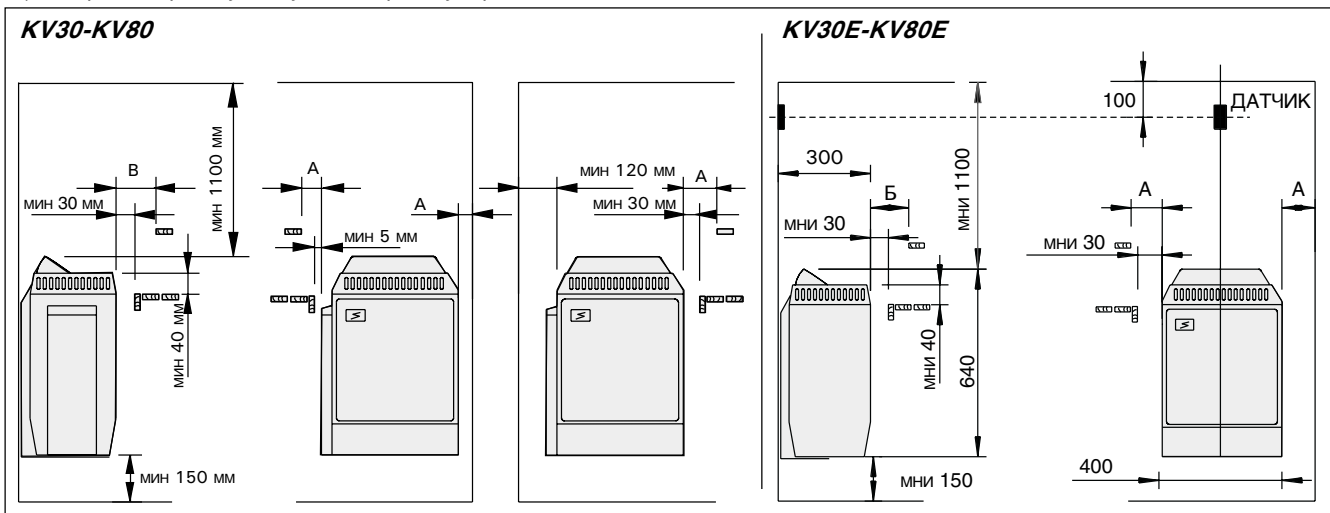 KV30-KV80
KV30E-KV80E
мин 1100 мм
В
мин 30 мм
мин 40 мм
мин 150 мм
А
А
мин 5 мм
мин 120 мм
А
мин 30 мм
100
ДАТЧИК
300
Б
мни 30
мни 1100
мни 40
640
мни 150
А
А
мни 30
400